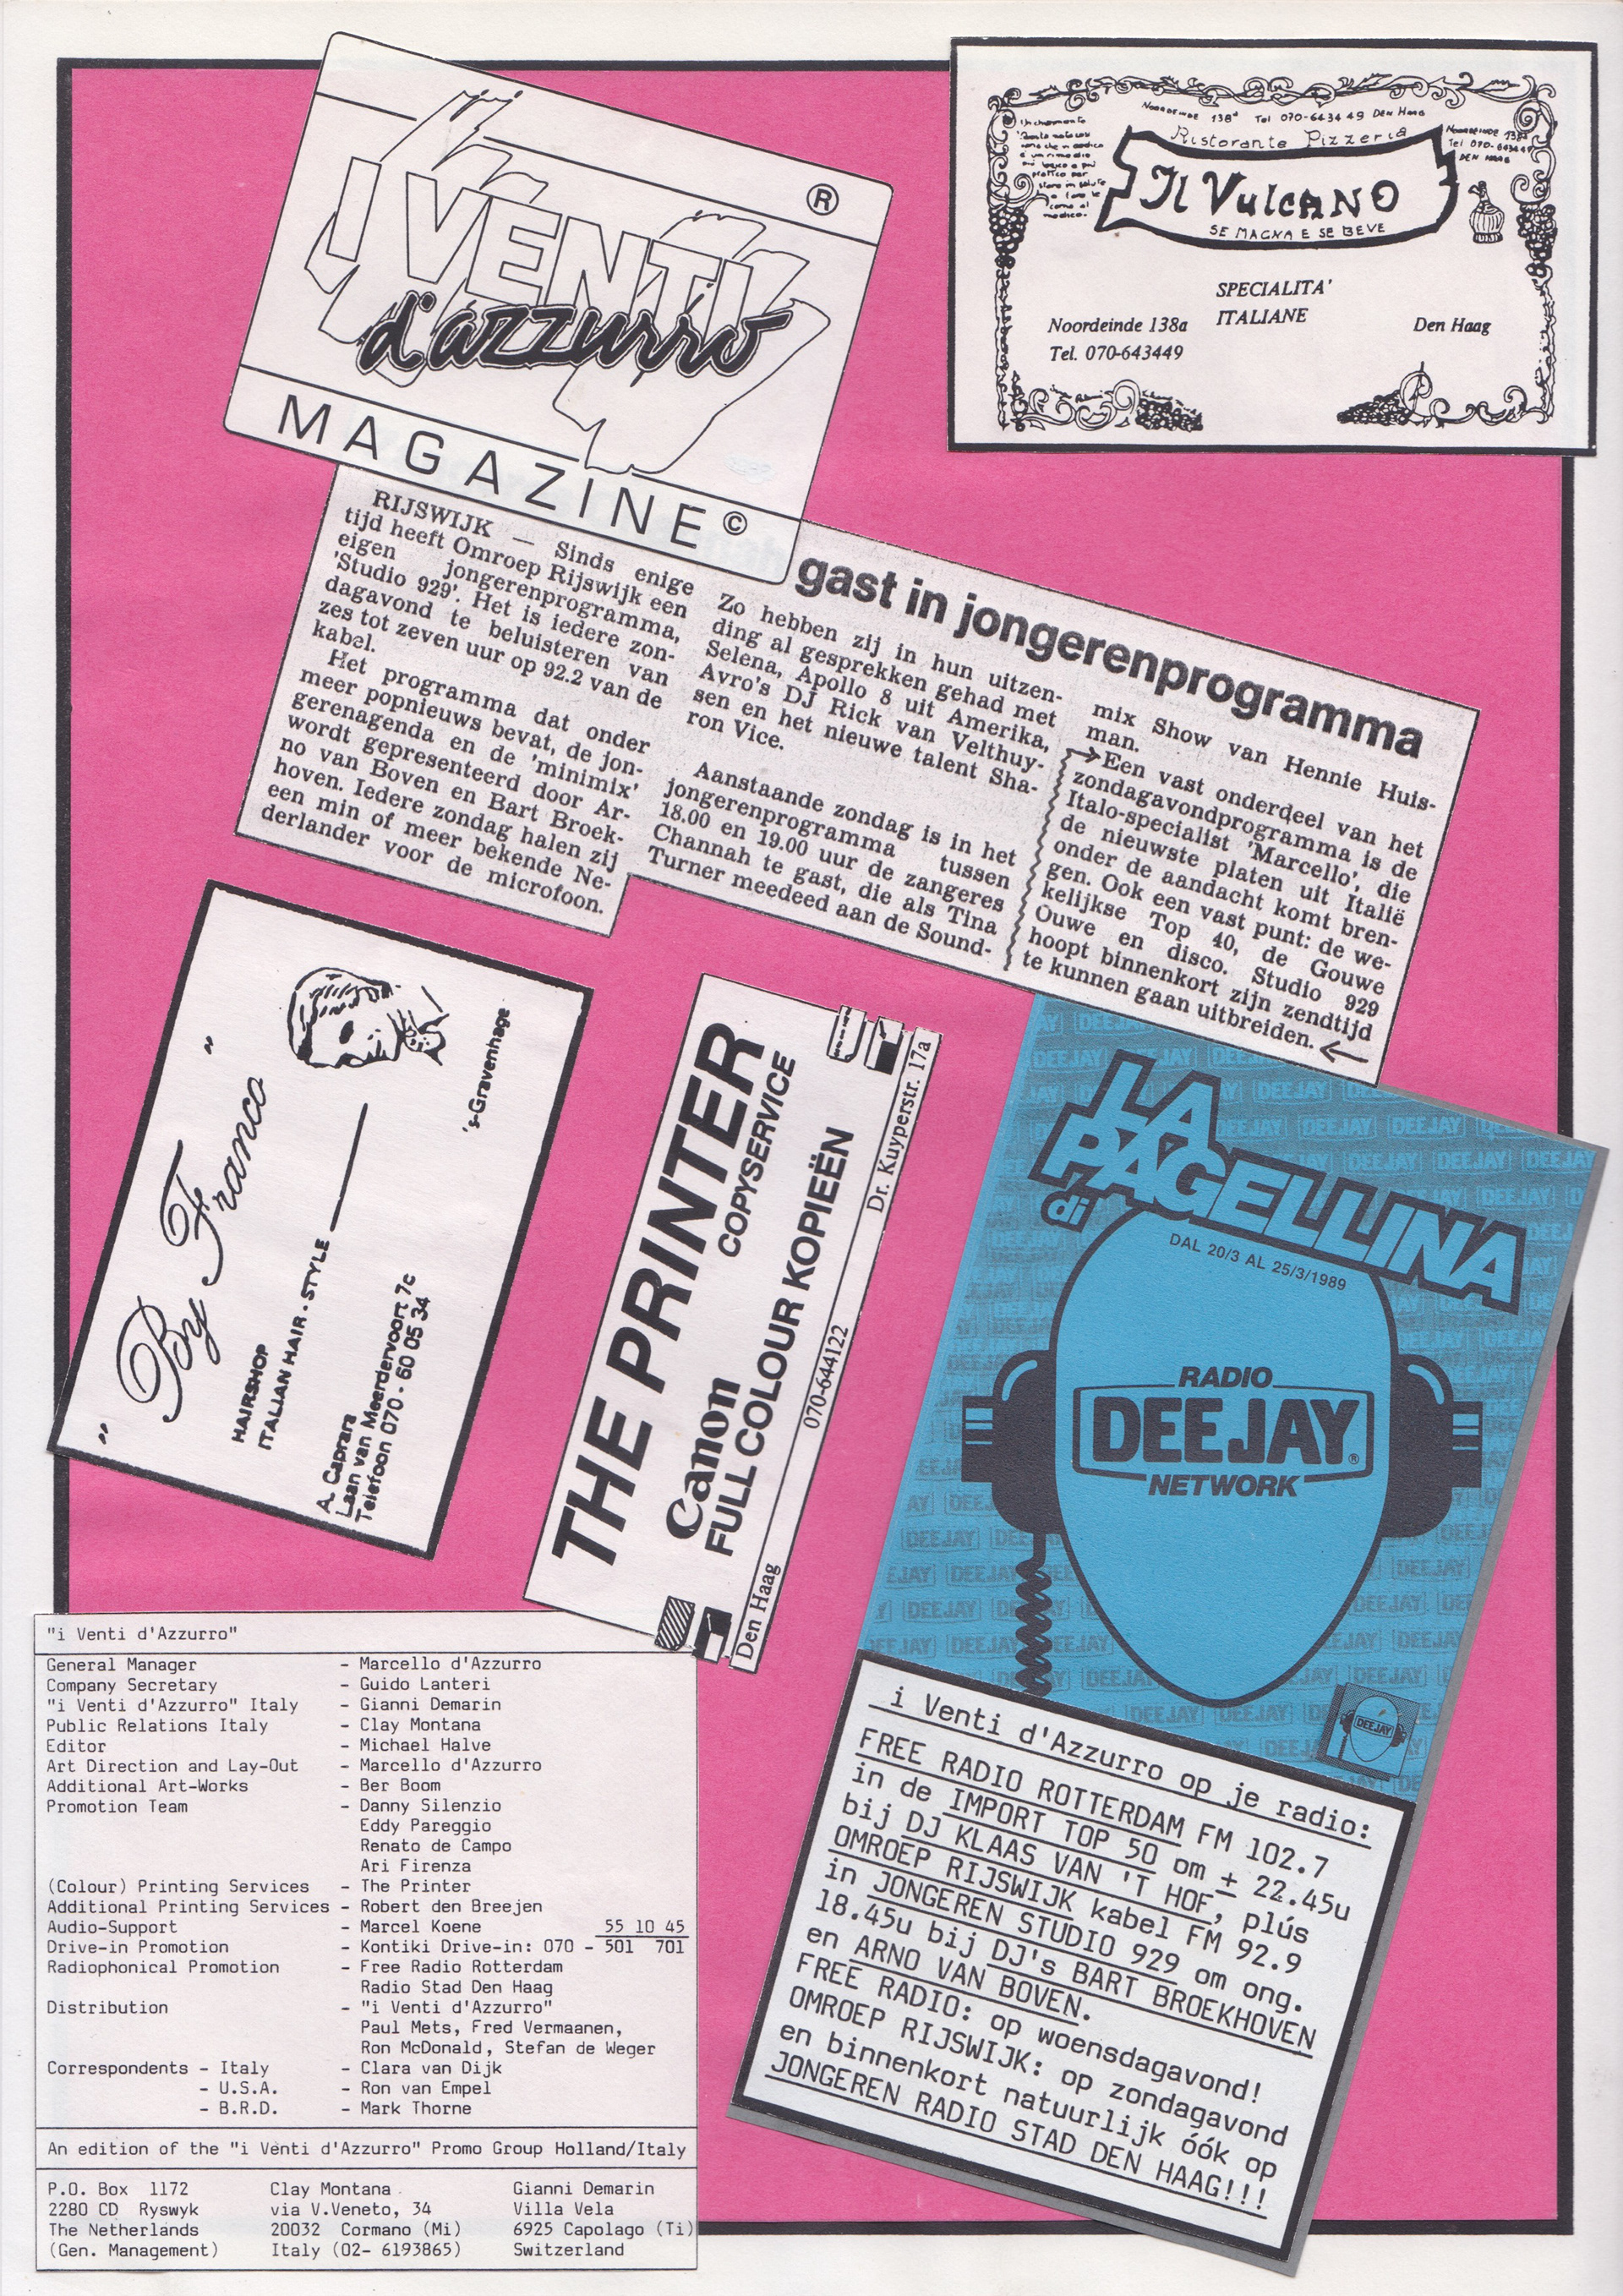 I VENTI
d'azzurro
®
MAGAZINE©
Noordeinde 138a Tel 070-6434 49 Den Haag
Ristorante Pizzeria
Il VulcANO
SE MAGNA E SE BEVE
Noordeinde 138a
Tel 070-643449
DEN HAAG
SPECIALITA'
ITALIANE
Noordeinde 138a
Tel. 070-643449
Den Haag
gast in jongerenprogramma
RIJSWIJK — Sinds enige
tijd heeft Omroep Rijswijk een
eigen jongerenprogramma,
'Studio 929'. Het is iedere zon-
dagavond te beluisteren van
zes tot zeven uur op 92.2 van de
kabel.
Het programma dat onder
meer popnieuws bevat, de jon-
gerenagenda en de 'minimix'
wordt gepresenteerd door Ar-
no van Boven en Bart Broek-
hoven. Iedere zondag halen zij
een min of meer bekende Ne-
derlander voor de microfoon.
Zo hebben zij in hun uitzen-
ding al gesprekken gehad met
Selena, Apollo 8 uit Amerika,
Avro's DJ Rick van Velthuy-
sen en het nieuwe talent Sha-
ron Vice.
Aanstaande zondag is in het
jongerenprogramma tussen
18.00 en 19.00 uur de zangeres
Channah te gast, die als Tina
Turner meedeed aan de Sound-
mix Show van Hennie Huis-
man.
Een vast onderdeel van het
zondagavondprogramma is de
Italo-specialist 'Marcello', die
de nieuwste platen uit Italië
onder de aandacht komt bren-
gen. Ook een vast punt: de we-
kelijkse Top 40, de Gouwe
Ouwe en disco. Studio 929
hoopt binnenkort zijn zendtijd
te kunnen gaan uitbreiden.
"By Franco"
HAIRSHOP
ITALIAN HAIR - STYLE
A. Caprara
Laan van Meerdervoort 7c
Telefoon 070 - 60 05 34
's-Gravenhage
THE PRINTER
COPYSERVICE
Canon
FULL COLOUR KOPIEËN
Den Haag 070-644122 Dr. Kuyperstr. 17a
LA
PAGELLINA
di
DAL 20/3 AL 25/3/1989
RADIO
DEEJAY®
NETWORK
DEEJAY
i Venti d'Azzurro op je radio:
FREE RADIO ROTTERDAM FM 102.7
in de IMPORT TOP 50 om ± 22.45u
bij DJ KLAAS VAN 'T HOF, plús
OMROEP RIJSWIJK kabel FM 92.9
in JONGEREN STUDIO 929 om ong.
18.45u bij DJ's BART BROEKHOVEN
en ARNO VAN BOVEN.
FREE RADIO: op woensdagavond!
OMROEP RIJSWIJK: op zondagavond
en binnenkort natuurlijk óók op
JONGEREN RADIO STAD DEN HAAG!!!
"i Venti d'Azzurro"
General Manager - Marcello d'Azzurro
Company Secretary - Guido Lanteri
"i Venti d'Azzurro" Italy - Gianni Demarin
Public Relations Italy - Clay Montana
Editor - Michael Halve
Art Direction and Lay-Out - Marcello d'Azzurro
Additional Art-Works - Ber Boom
Promotion Team - Danny Silenzio
Eddy Pareggio
Renato de Campo
Ari Firenza
(Colour) Printing Services - The Printer
Additional Printing Services - Robert den Breejen
Audio-Support - Marcel Koene 55 10 45
Drive-in Promotion - Kontiki Drive-in: 070 - 501 701
Radiophonical Promotion - Free Radio Rotterdam
Radio Stad Den Haag
Distribution - "i Venti d'Azzurro"
Paul Mets, Fred Vermaanen,
Ron McDonald, Stefan de Weger
Correspondents - Italy - Clara van Dijk
- U.S.A. - Ron van Empel
- B.R.D. - Mark Thorne
An edition of the "i Venti d'Azzurro" Promo Group Holland/Italy
P.O. Box 1172 Clay Montana Gianni Demarin
2280 CD Ryswyk via V.Veneto, 34 Villa Vela
The Netherlands 20032 Cormano (Mi) 6925 Capolago (Ti)
(Gen. Management) Italy (02- 6193865) Switzerland